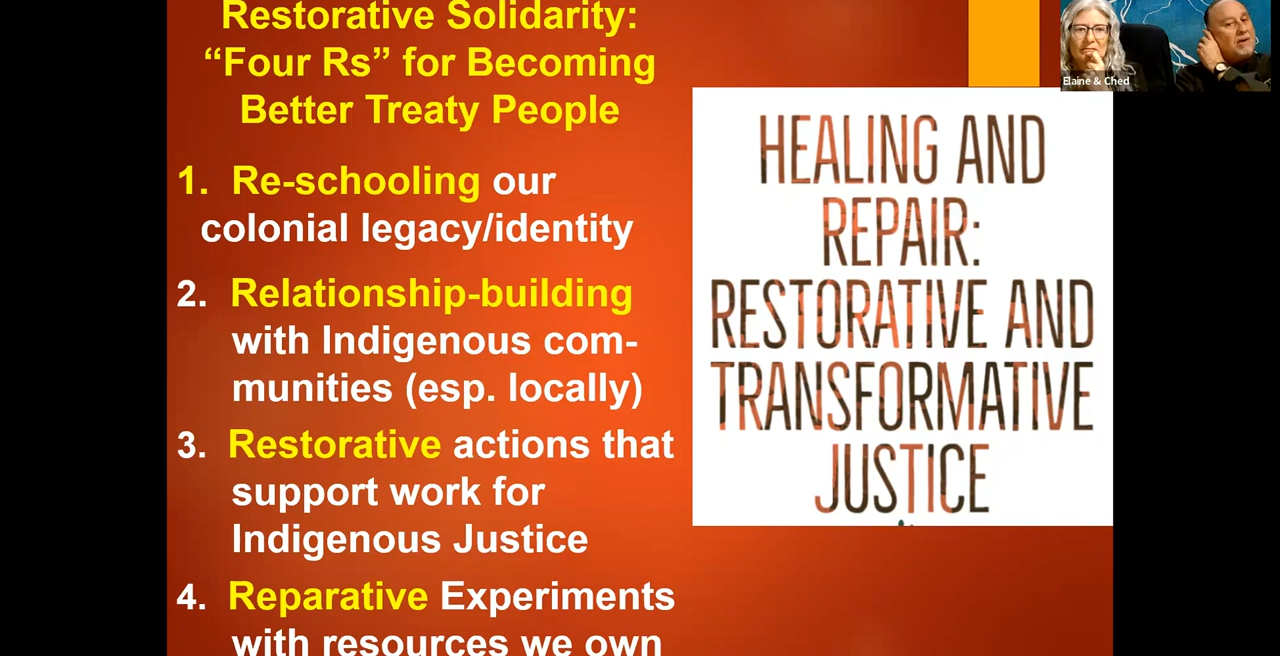 Restorative Solidarity:
“Four Rs” for Becoming
Better Treaty People
1. Re-schooling our
colonial legacy/identity
2. Relationship-building
with Indigenous com-
munities (esp. locally)
3. Restorative actions that
support work for
Indigenous Justice
4. Reparative Experiments
with resources we own
HEALING AND
REPAIR:
RESTORATIVE AND
TRANSFORMATIVE
JUSTICE
Elaine & Ched